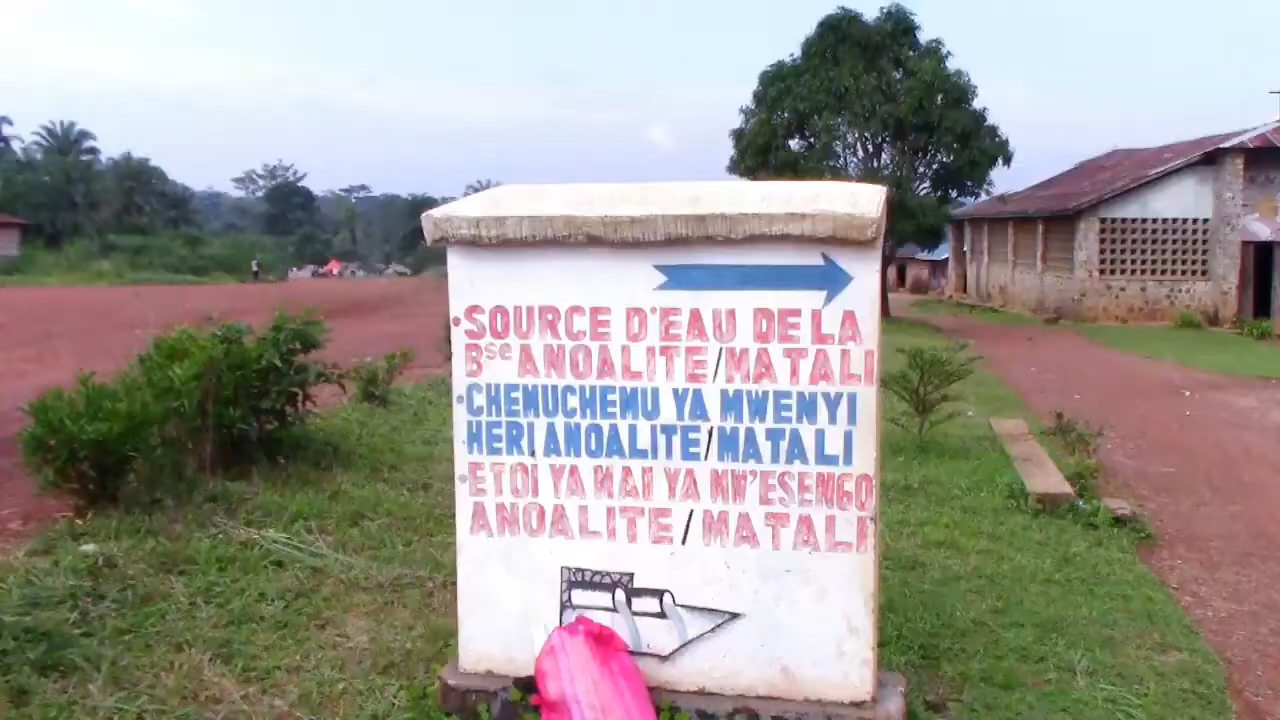 •SOURCE D'EAU DE LA
Bse ANOALITE/MATALI
•CHEMUCHEMU YA MWENYI
HERI ANOALITE/MATALI
•ETOI YA MAI YA MW'ESENGO
ANOALITE/MATALI